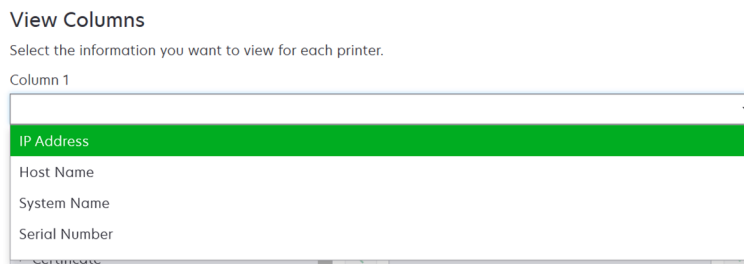 View Columns
Select the information you want to view for each printer.
Column 1
IP Address
Host Name
System Name
Serial Number
Certificate